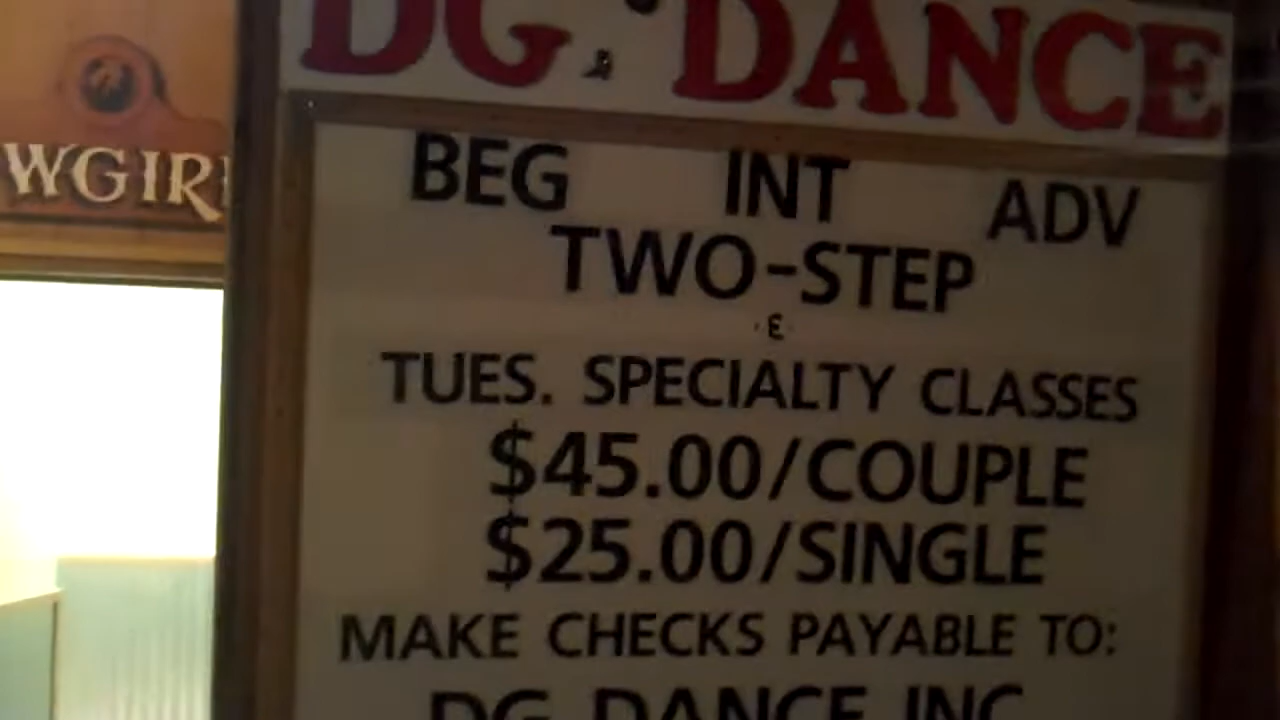 DG. DANCE
WGIRL
BEG INT ADV
TWO-STEP
&
TUES. SPECIALTY CLASSES
$45.00/COUPLE
$25.00/SINGLE
MAKE CHECKS PAYABLE TO:
DG DANCE INC